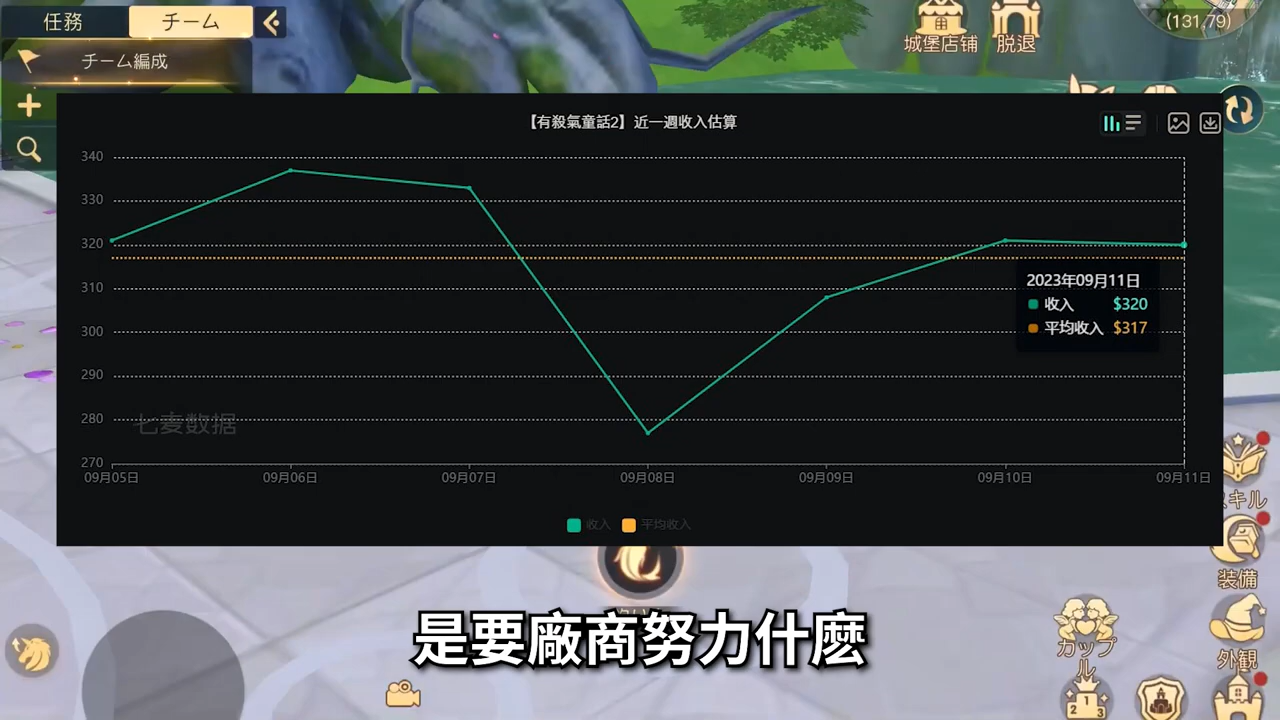 任務
チーム
チーム編成
城堡店铺
脱退
(131,79)
【有殺氣童話2】近一週收入估算
340
330
320
310
300
290
280
270
七麦数据
2023年09月11日
收入 $320
平均收入 $317
09月05日
09月06日
09月07日
09月08日
09月09日
09月10日
09月11日
收入
平均收入
スキル
装備
カップル
外観
2 1 3
是要廠商努力什麽